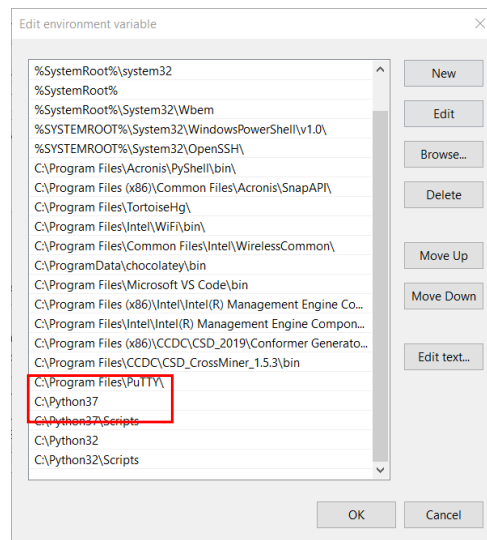 Edit environment variable
%SystemRoot%\system32
%SystemRoot%
%SystemRoot%\System32\Wbem
%SYSTEMROOT%\System32\WindowsPowerShell\v1.0\
%SYSTEMROOT%\System32\OpenSSH\
C:\Program Files\Acronis\PyShell\bin\
C:\Program Files (x86)\Common Files\Acronis\SnapAPI\
C:\Program Files\TortoiseHg\
C:\Program Files\Intel\WiFi\bin\
C:\Program Files\Common Files\Intel\WirelessCommon\
C:\ProgramData\chocolatey\bin
C:\Program Files\Microsoft VS Code\bin
C:\Program Files (x86)\Intel\Intel(R) Management Engine Co...
C:\Program Files\Intel\Intel(R) Management Engine Compon...
C:\Program Files (x86)\CCDC\CSD_2019\Conformer Generato...
C:\Program Files\CCDC\CSD_CrossMiner_1.5.3\bin
C:\Program Files\PuTTY\
C:\Python37
C:\Python37\Scripts
C:\Python32
C:\Python32\Scripts
New
Edit
Browse...
Delete
Move Up
Move Down
Edit text...
OK
Cancel